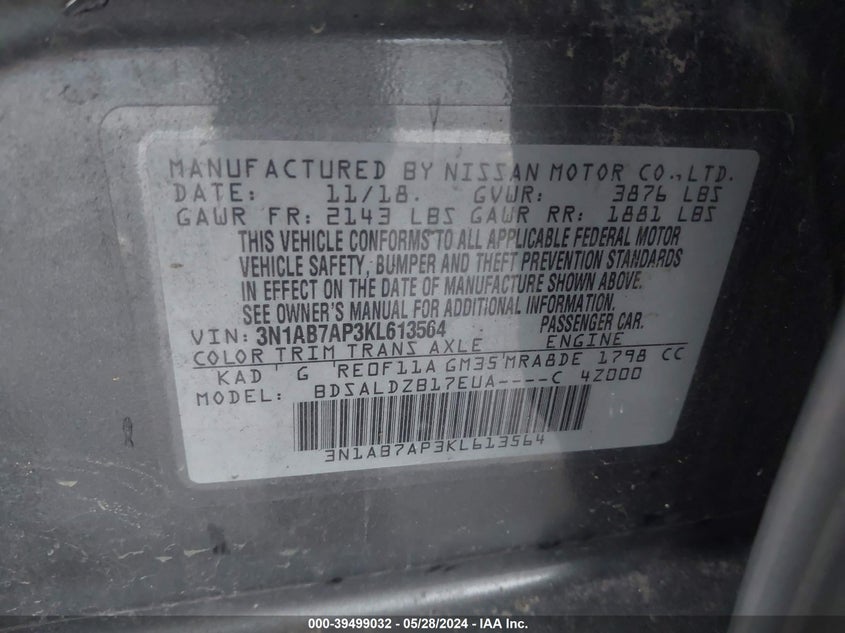 MANUFACTURED BY NISSAN MOTOR CO., LTD.
DATE: 11/18. GVWR: 3876 LBS
GAWR FR: 2143 LBS GAWR RR: 1881 LBS
THIS VEHICLE CONFORMS TO ALL APPLICABLE FEDERAL MOTOR
VEHICLE SAFETY, BUMPER AND THEFT PREVENTION STANDARDS
IN EFFECT ON THE DATE OF MANUFACTURE SHOWN ABOVE.
SEE OWNER'S MANUAL FOR ADDITIONAL INFORMATION.
VIN: 3N1AB7AP3KL613564 PASSENGER CAR.
COLOR TRIM TRANS AXLE ENGINE
KAD G RE0F11A GM35 MRA8DE 1798 CC
MODEL: BDSALDZB17EUA----C 4Z000
3N1AB7AP3KL613564
000-39499032 - 05/28/2024 - IAA Inc.